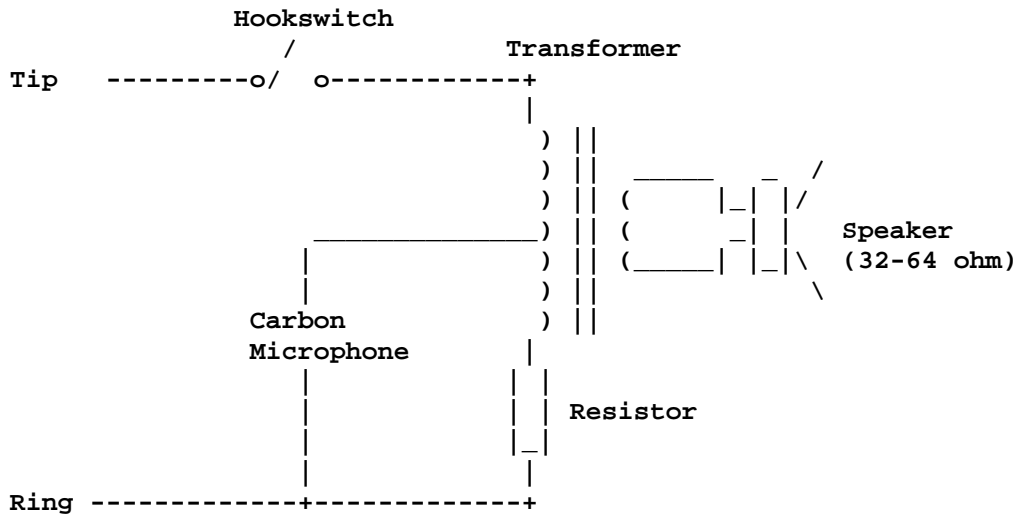 Hookswitch
Transformer
Tip
Speaker
(32-64 ohm)
Carbon
Microphone
Resistor
Ring